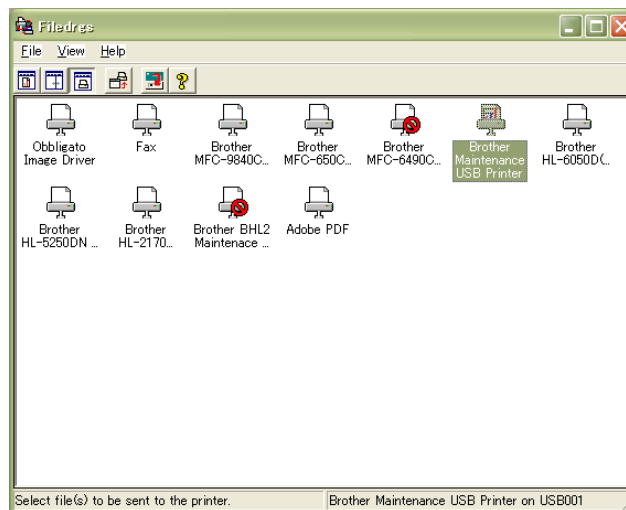 Filedrgs
File View Help
Obbligato
Image Driver
Fax
Brother
MFC-9840C...
Brother
MFC-650C...
Brother
MFC-6490C...
Brother
Maintenance
USB Printer
Brother
HL-6050D(...
Brother
HL-5250DN ...
Brother
HL-2170...
Brother BHL2
Maintenace ...
Adobe PDF
Select file(s) to be sent to the printer.
Brother Maintenance USB Printer on USB001